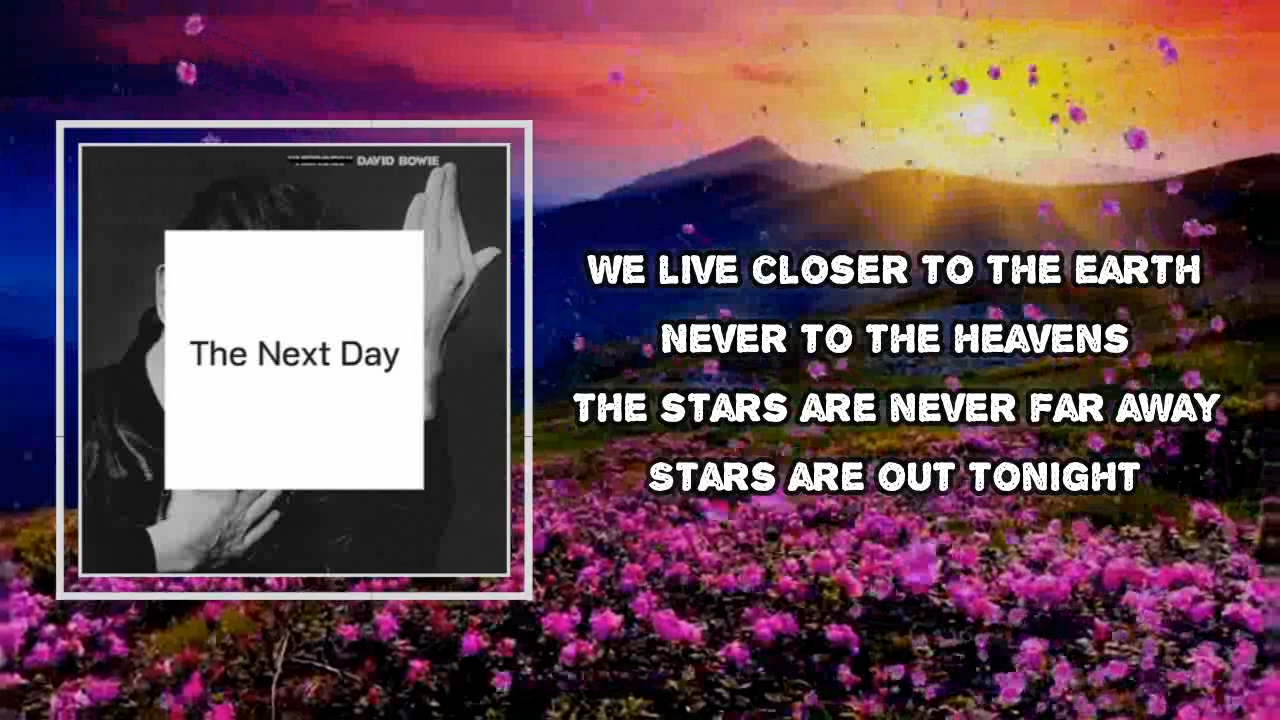 DAVID BOWIE
The Next Day
WE LIVE CLOSER TO THE EARTH
NEVER TO THE HEAVENS
THE STARS ARE NEVER FAR AWAY
STARS ARE OUT TONIGHT